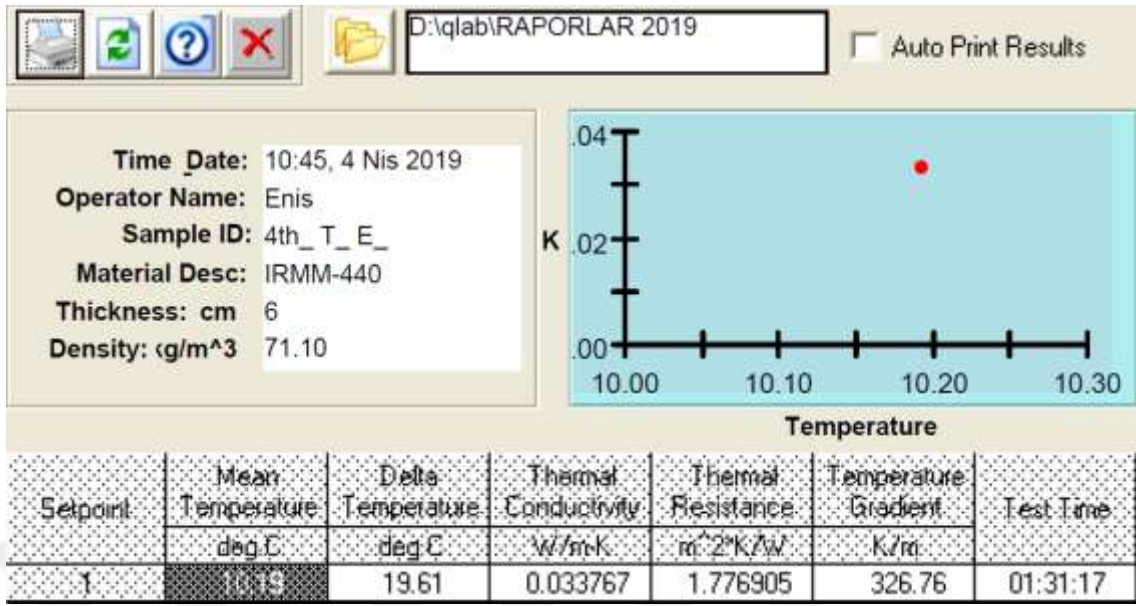 D:\qlab\RAPORLAR 2019
Auto Print Results
Time_Date: 10:45, 4 Nis 2019
Operator Name: Enis
Sample ID: 4th_ T_ E_
Material Desc: IRMM-440
Thickness: cm 6
Density: g/m^3 71.10
.04
K .02
.00
10.00 10.10 10.20 10.30
Temperature
Setpoint Mean Temperature Delta Temperature Thermal Conductivity Thermal Resistance Temperature Gradient Test Time
deg C deg C W/m-K m^2*K/W K/m
1 10.19 19.61 0.033767 1.776905 326.76 01:31:17